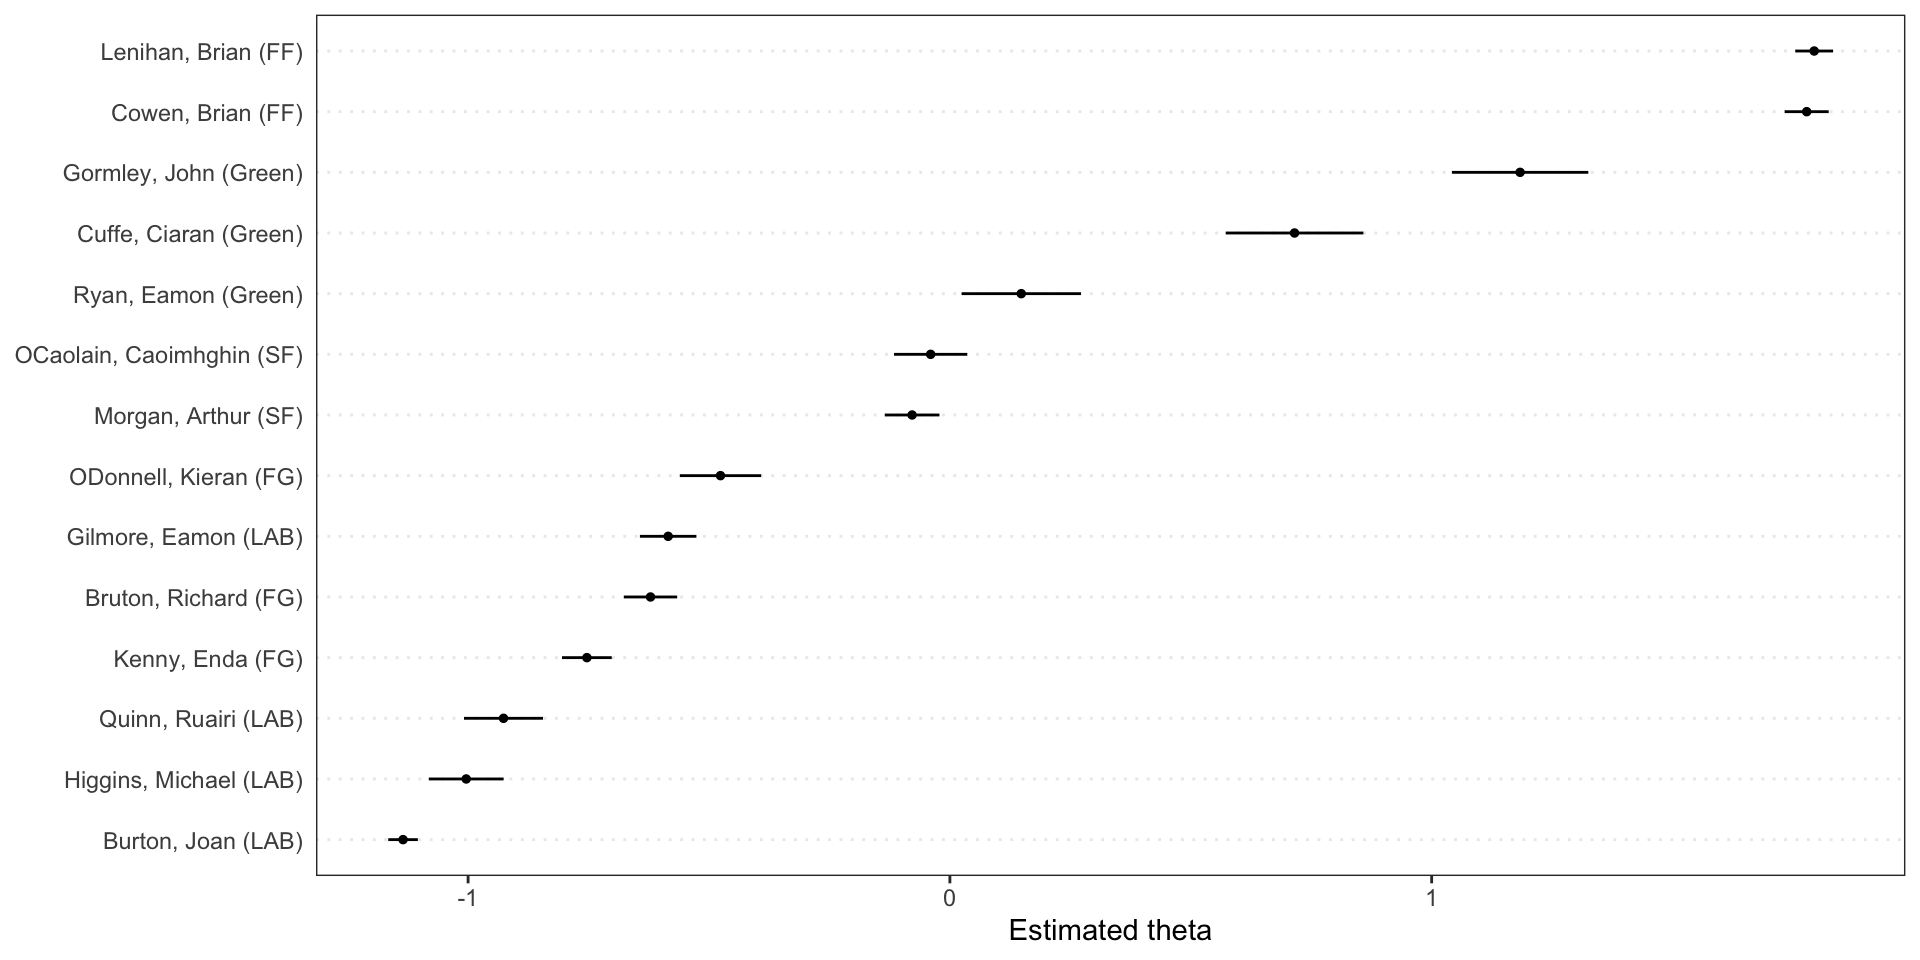 Lenihan, Brian (FF)
Cowen, Brian (FF)
Gormley, John (Green)
Cuffe, Ciaran (Green)
Ryan, Eamon (Green)
OCaolain, Caoimhghin (SF)
Morgan, Arthur (SF)
ODonnell, Kieran (FG)
Gilmore, Eamon (LAB)
Bruton, Richard (FG)
Kenny, Enda (FG)
Quinn, Ruairi (LAB)
Higgins, Michael (LAB)
Burton, Joan (LAB)
-1 0 1
Estimated theta